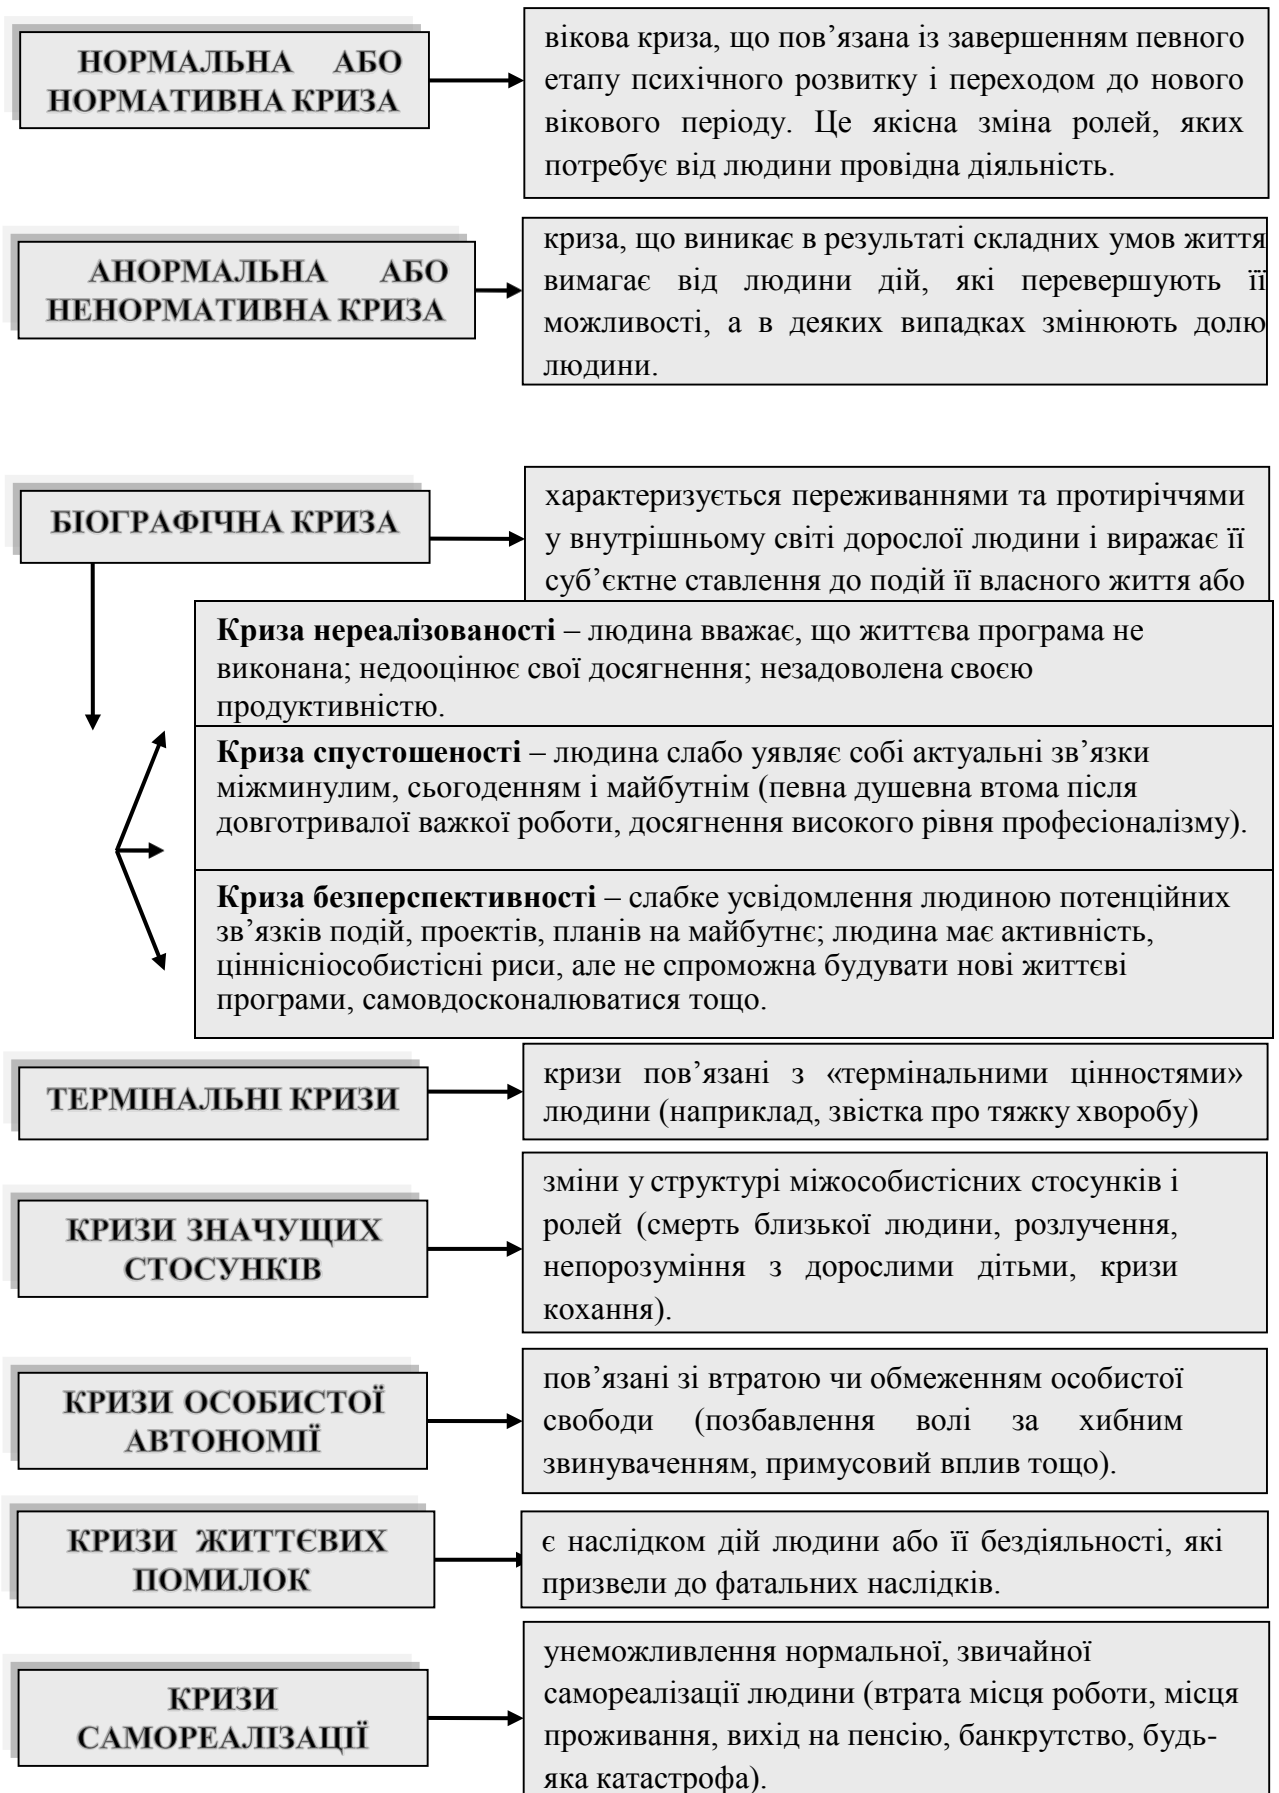 НОРМАЛЬНА АБО
НОРМАТИВНА КРИЗА
вікова криза, що пов’язана із завершенням певного
етапу психічного розвитку і переходом до нового
вікового періоду. Це якісна зміна ролей, яких
потребує від людини провідна діяльність.
АНОРМАЛЬНА АБО
НЕНОРМАТИВНА КРИЗА
криза, що виникає в результаті складних умов життя
вимагає від людини дій, які перевершують її
можливості, а в деяких випадках змінюють долю
людини.
БІОГРАФІЧНА КРИЗА
характеризується переживаннями та протиріччями
у внутрішньому світі дорослої людини і виражає її
суб’єктне ставлення до подій її власного життя або
Криза нереалізованості – людина вважає, що життєва програма не
виконана; недооцінює свої досягнення; незадоволена своєю
продуктивністю.
Криза спустошеності – людина слабо уявляє собі актуальні зв’язки
міжминулим, сьогоденням і майбутнім (певна душевна втома після
довготривалої важкої роботи, досягнення високого рівня професіоналізму).
Криза безперспективності – слабке усвідомлення людиною потенційних
зв’язків подій, проектів, планів на майбутнє; людина має активність,
ціннісніособистісні риси, але не спроможна будувати нові життєві
програми, самовдосконалюватися тощо.
ТЕРМІНАЛЬНІ КРИЗИ
кризи пов’язані з «термінальними цінностями»
людини (наприклад, звістка про тяжку хворобу)
КРИЗИ ЗНАЧУЩИХ
СТОСУНКІВ
зміни у структурі міжособистісних стосунків і
ролей (смерть близької людини, розлучення,
непорозуміння з дорослими дітьми, кризи
кохання).
КРИЗИ ОСОБИСТОЇ
АВТОНОМІЇ
пов’язані зі втратою чи обмеженням особистої
свободи (позбавлення волі за хибним
звинуваченням, примусовий вплив тощо).
КРИЗИ ЖИТТЄВИХ
ПОМИЛОК
є наслідком дій людини або її бездіяльності, які
призвели до фатальних наслідків.
КРИЗИ
САМОРЕАЛІЗАЦІЇ
унеможливлення нормальної, звичайної
самореалізації людини (втрата місця роботи, місця
проживання, вихід на пенсію, банкрутство, будь-
яка катастрофа).